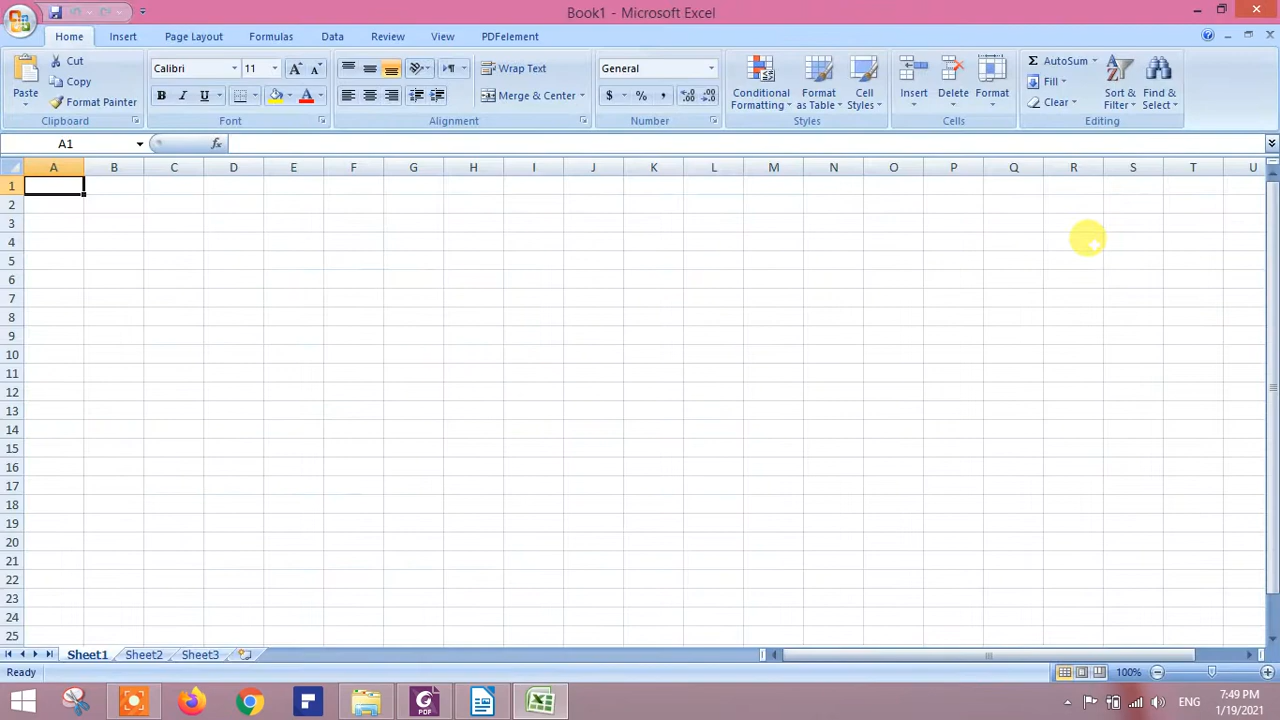 Book1 - Microsoft Excel
Home Insert Page Layout Formulas Data Review View PDFelement
Cut
Copy
Format Painter
Paste
Clipboard
Calibri 11
B I U
Font
Wrap Text
Merge & Center
Alignment
General
$ % ,
Number
Conditional Formatting
Format as Table
Cell Styles
Styles
Insert Delete Format
Cells
Σ AutoSum
Fill
Clear
Sort & Filter
Find & Select
Editing
A1 fx
A B C D E F G H I J K L M N O P Q R S T U
1
2
3
4
5
6
7
8
9
10
11
12
13
14
15
16
17
18
19
20
21
22
23
24
25
Sheet1 Sheet2 Sheet3
Ready 100%
PDF
ENG
7:49 PM
1/19/2021